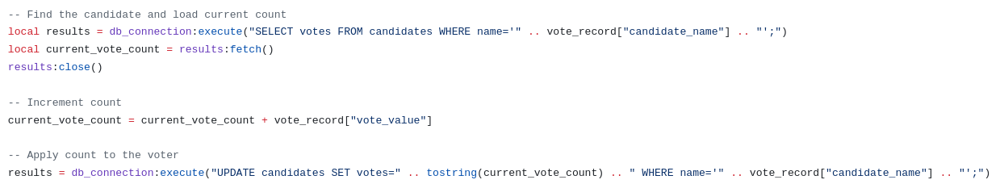 -- Find the candidate and load current count
local results = db_connection:execute("SELECT votes FROM candidates WHERE name='" .. vote_record["candidate_name"] .. "';")
local current_vote_count = results:fetch()
results:close()

-- Increment count
current_vote_count = current_vote_count + vote_record["vote_value"]

-- Apply count to the voter
results = db_connection:execute("UPDATE candidates SET votes=" .. tostring(current_vote_count) .. " WHERE name='" .. vote_record["candidate_name"] .. "';")